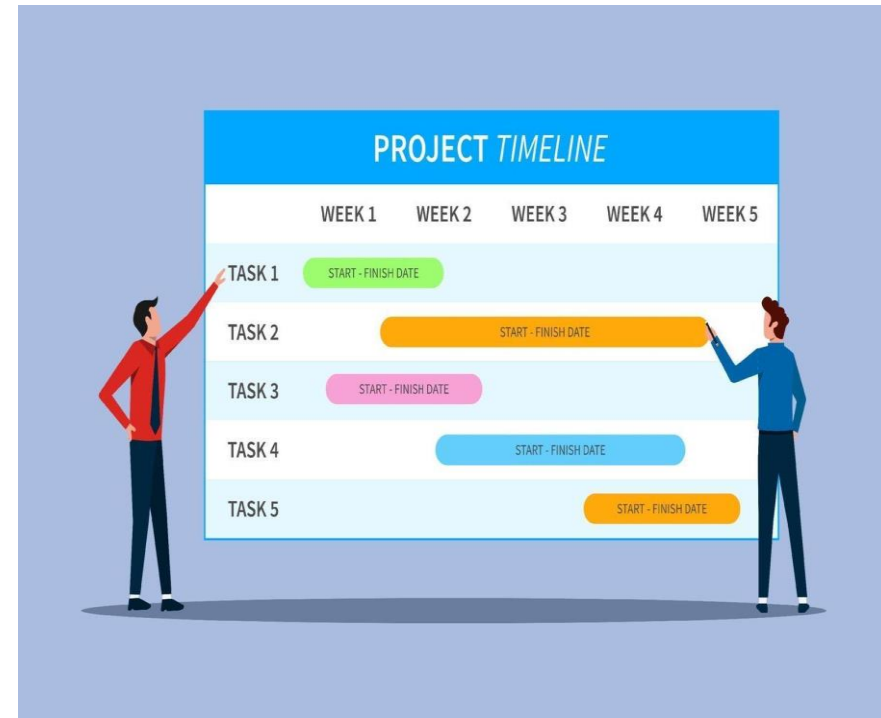 PROJECT TIMELINE
WEEK 1 WEEK 2 WEEK 3 WEEK 4 WEEK 5
TASK 1 START - FINISH DATE
TASK 2 START - FINISH DATE
TASK 3 START - FINISH DATE
TASK 4 START - FINISH DATE
TASK 5 START - FINISH DATE